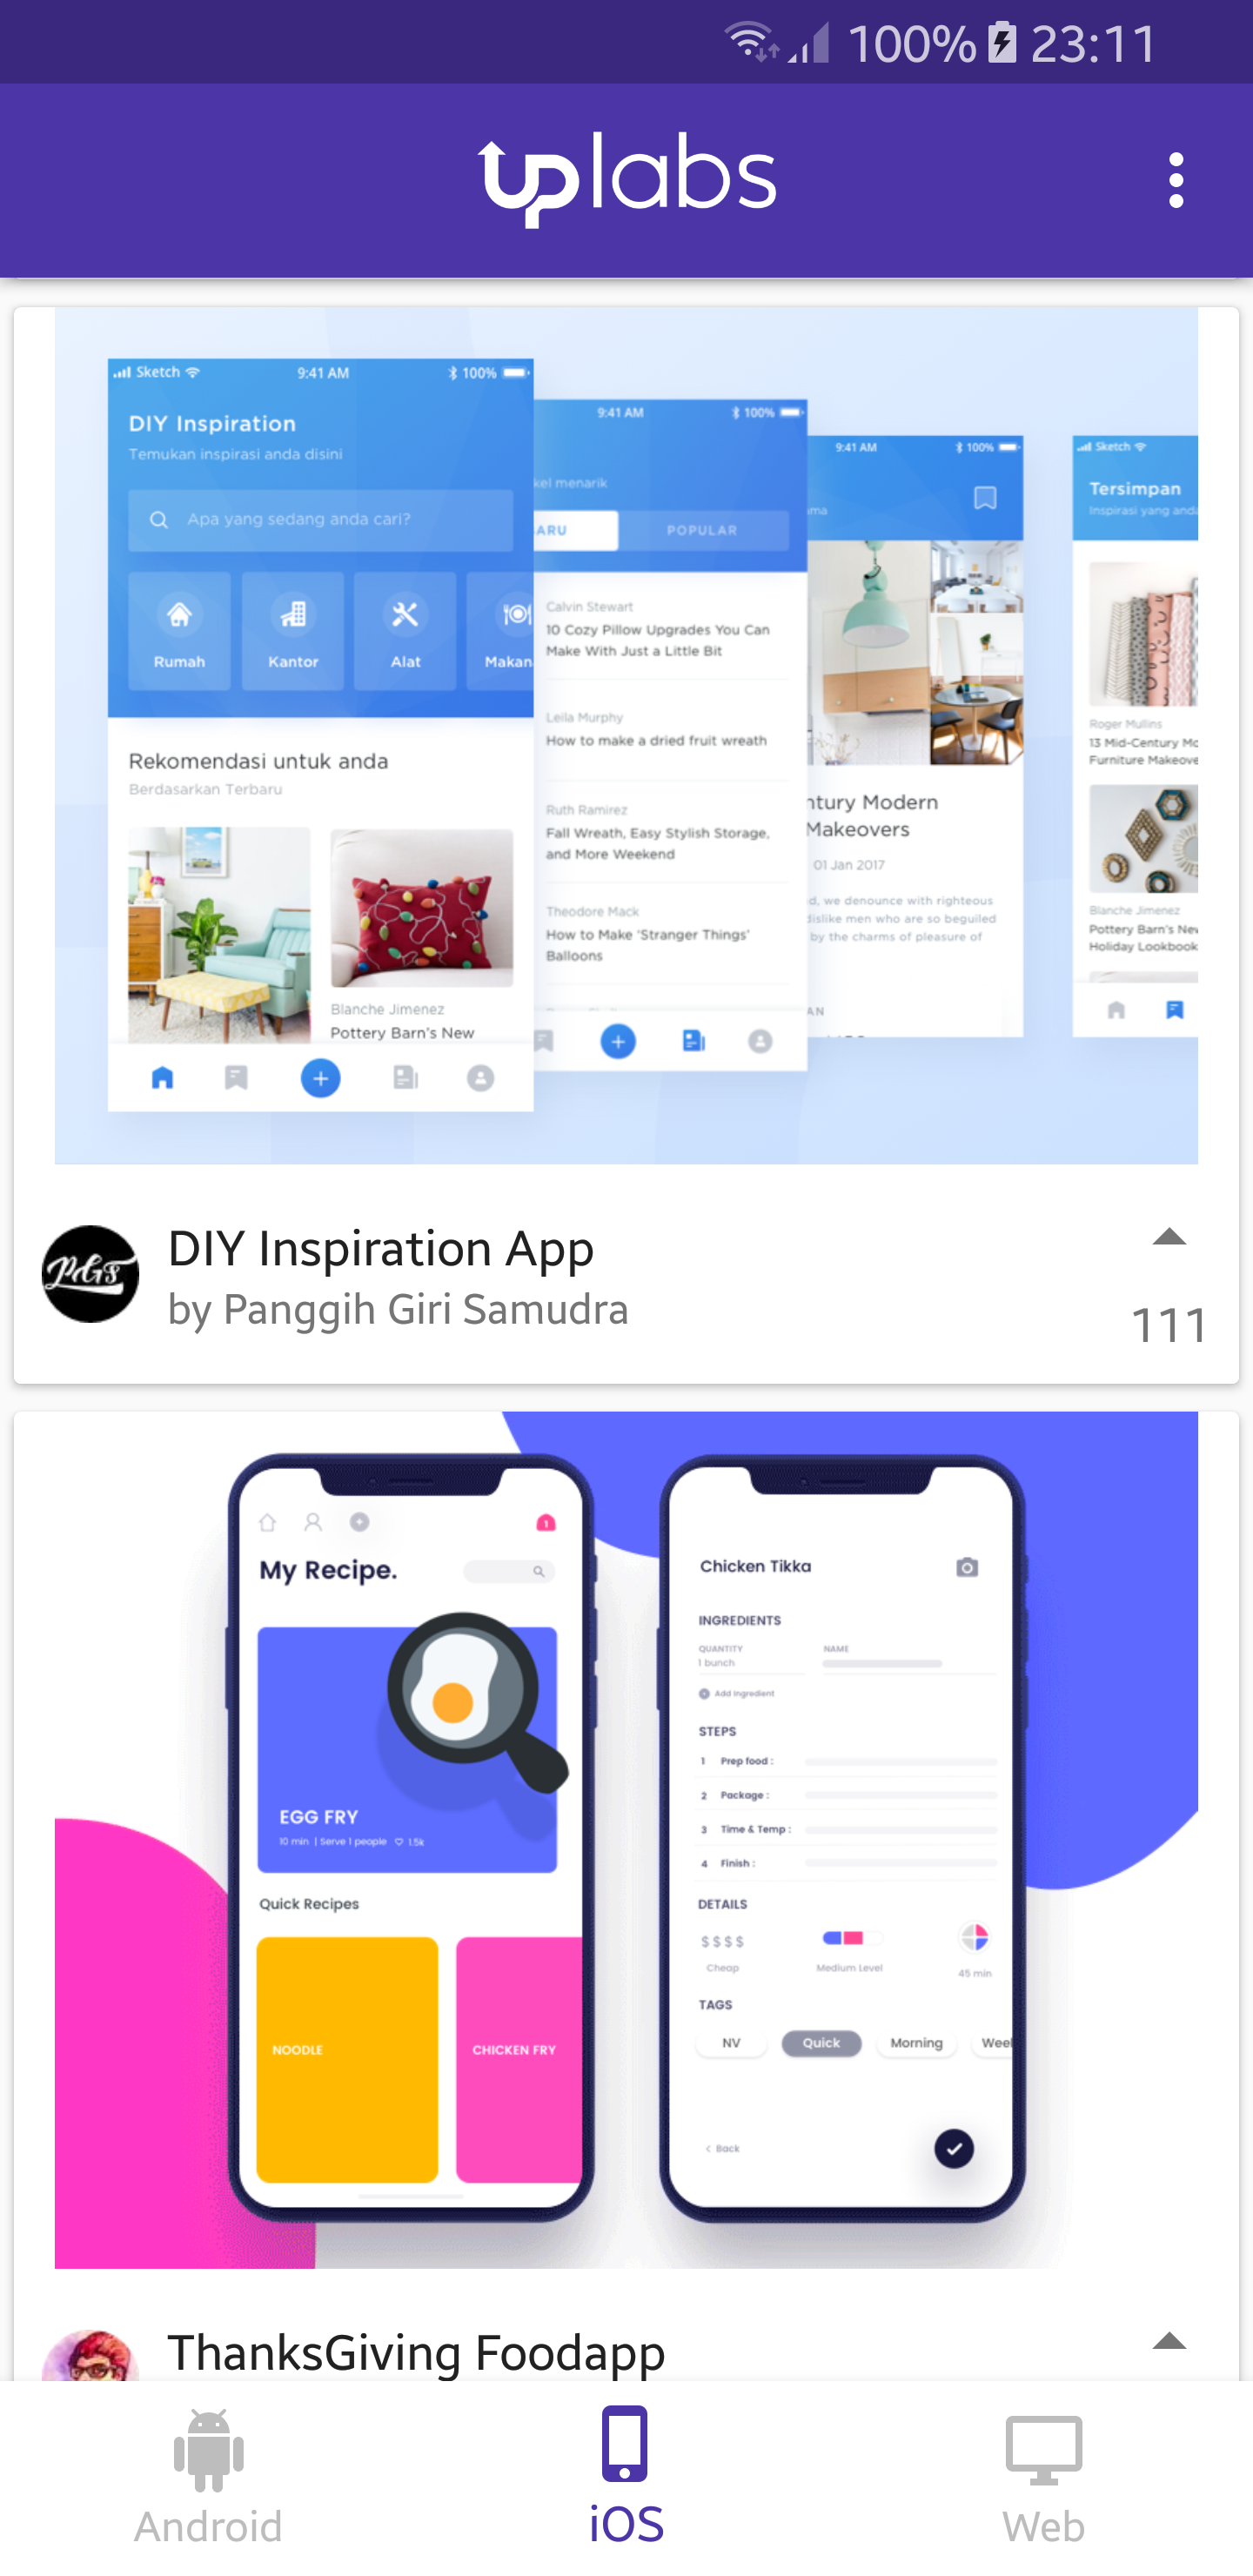 100% 23:11
uplabs
Sketch 9:41 AM 100%
DIY Inspiration
Temukan inspirasi anda disini
Apa yang sedang anda cari?
Rumah Kantor Alat Makan
Rekomendasi untuk anda
Berdasarkan Terbaru
Blanche Jimenez
Pottery Barn's New
9:41 AM 100%
kel menarik
ARU POPULAR
Calvin Stewart
10 Cozy Pillow Upgrades You Can
Make With Just a Little Bit
Leila Murphy
How to make a dried fruit wreath
Ruth Ramirez
Fall Wreath, Easy Stylish Storage,
and More Weekend
Theodore Mack
How to Make 'Stranger Things'
Balloons
9:41 AM 100%
ma
ntury Modern
Makeovers
01 Jan 2017
d, we denounce with righteous
dislike men who are so beguiled
by the charms of pleasure of
AN
Sketch
Tersimpan
Inspirasi yang anda
Roger Mullins
13 Mid-Century Mo
Furniture Makeove
Blanche Jimenez
Pottery Barn's New
Holiday Lookbook
PGS
DIY Inspiration App
by Panggih Giri Samudra
111
1
My Recipe.
EGG FRY
10 min | Serve 1 people 1.5k
Quick Recipes
NOODLE CHICKEN FRY
Chicken Tikka
INGREDIENTS
QUANTITY NAME
1 bunch
Add Ingredient
STEPS
1 Prep food :
2 Package :
3 Time & Temp :
4 Finish :
DETAILS
$ $ $ $
Cheap Medium Level 45 min
TAGS
NV Quick Morning Week
< Back
ThanksGiving Foodapp
Android iOS Web